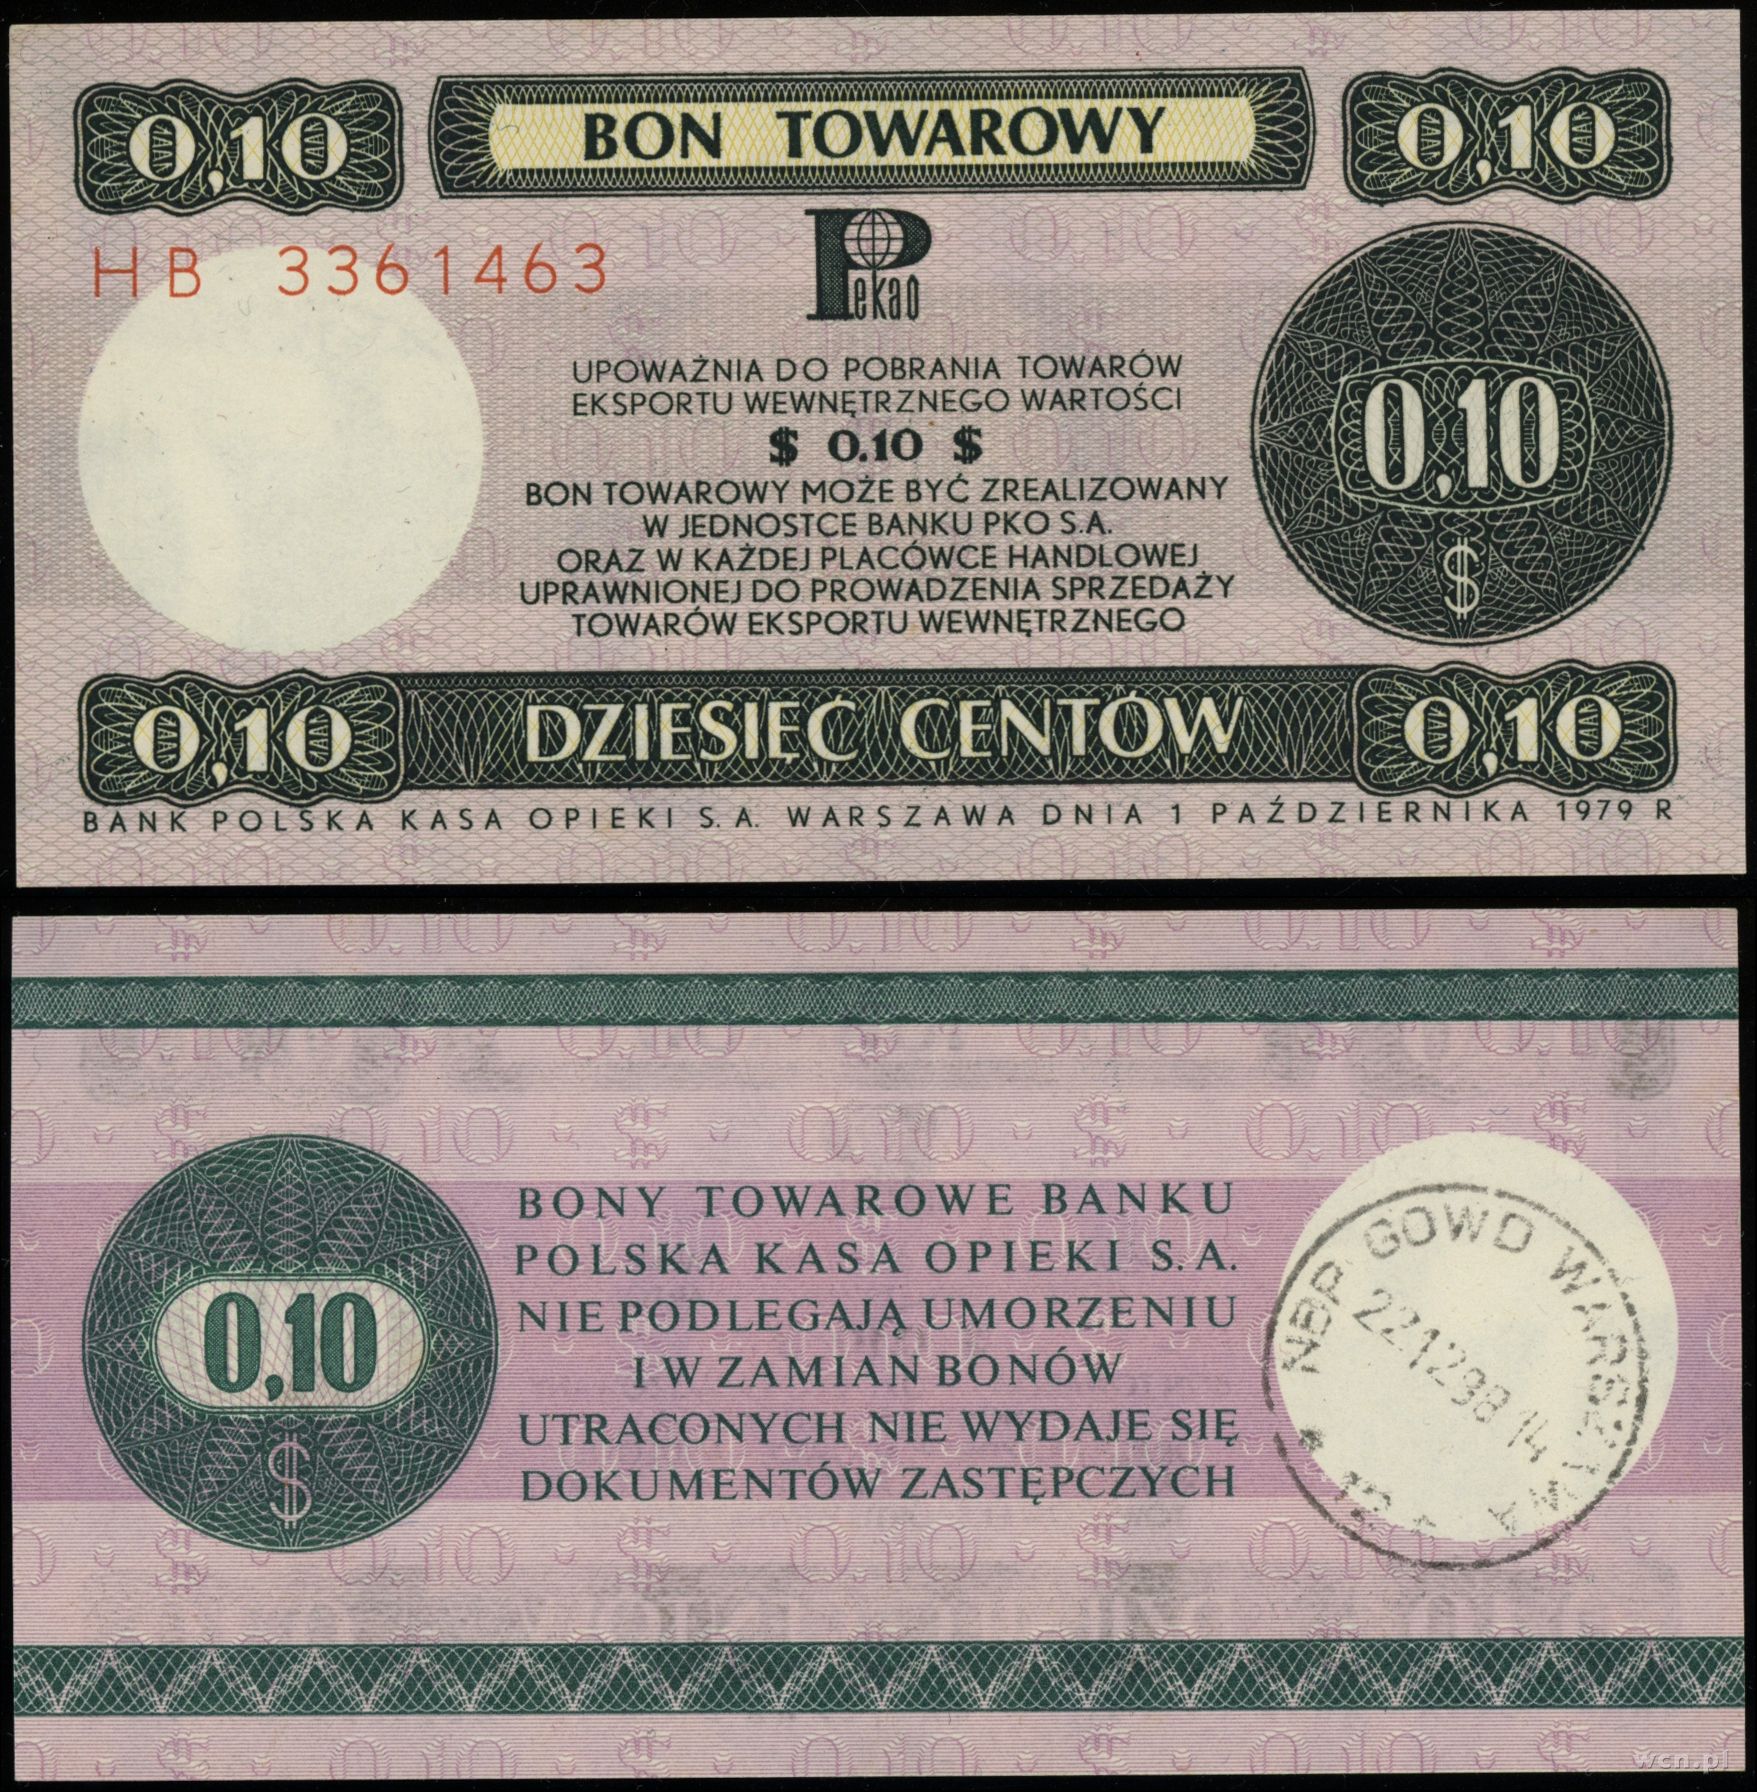 0,10 BON TOWAROWY 0,10
HB 3361463
Pekao
UPOWAŻNIA DO POBRANIA TOWARÓW
EKSPORTU WEWNĘTRZNEGO WARTOŚCI
$ 0.10 $
BON TOWAROWY MOŻE BYĆ ZREALIZOWANY
W JEDNOSTCE BANKU PKO S.A.
ORAZ W KAŻDEJ PLACÓWCE HANDLOWEJ
UPRAWNIONEJ DO PROWADZENIA SPRZEDAŻY
TOWARÓW EKSPORTU WEWNĘTRZNEGO
0,10
$
0,10 DZIESIĘĆ CENTÓW 0,10
BANK POLSKA KASA OPIEKI S.A. WARSZAWA DNIA 1 PAŹDZIERNIKA 1979 R
0,10
$
BONY TOWAROWE BANKU
POLSKA KASA OPIEKI S.A.
NIE PODLEGAJĄ UMORZENIU
I W ZAMIAN BONÓW
UTRACONYCH NIE WYDAJE SIĘ
DOKUMENTÓW ZASTĘPCZYCH
NBP GOWD
221298 14
wcn.pl